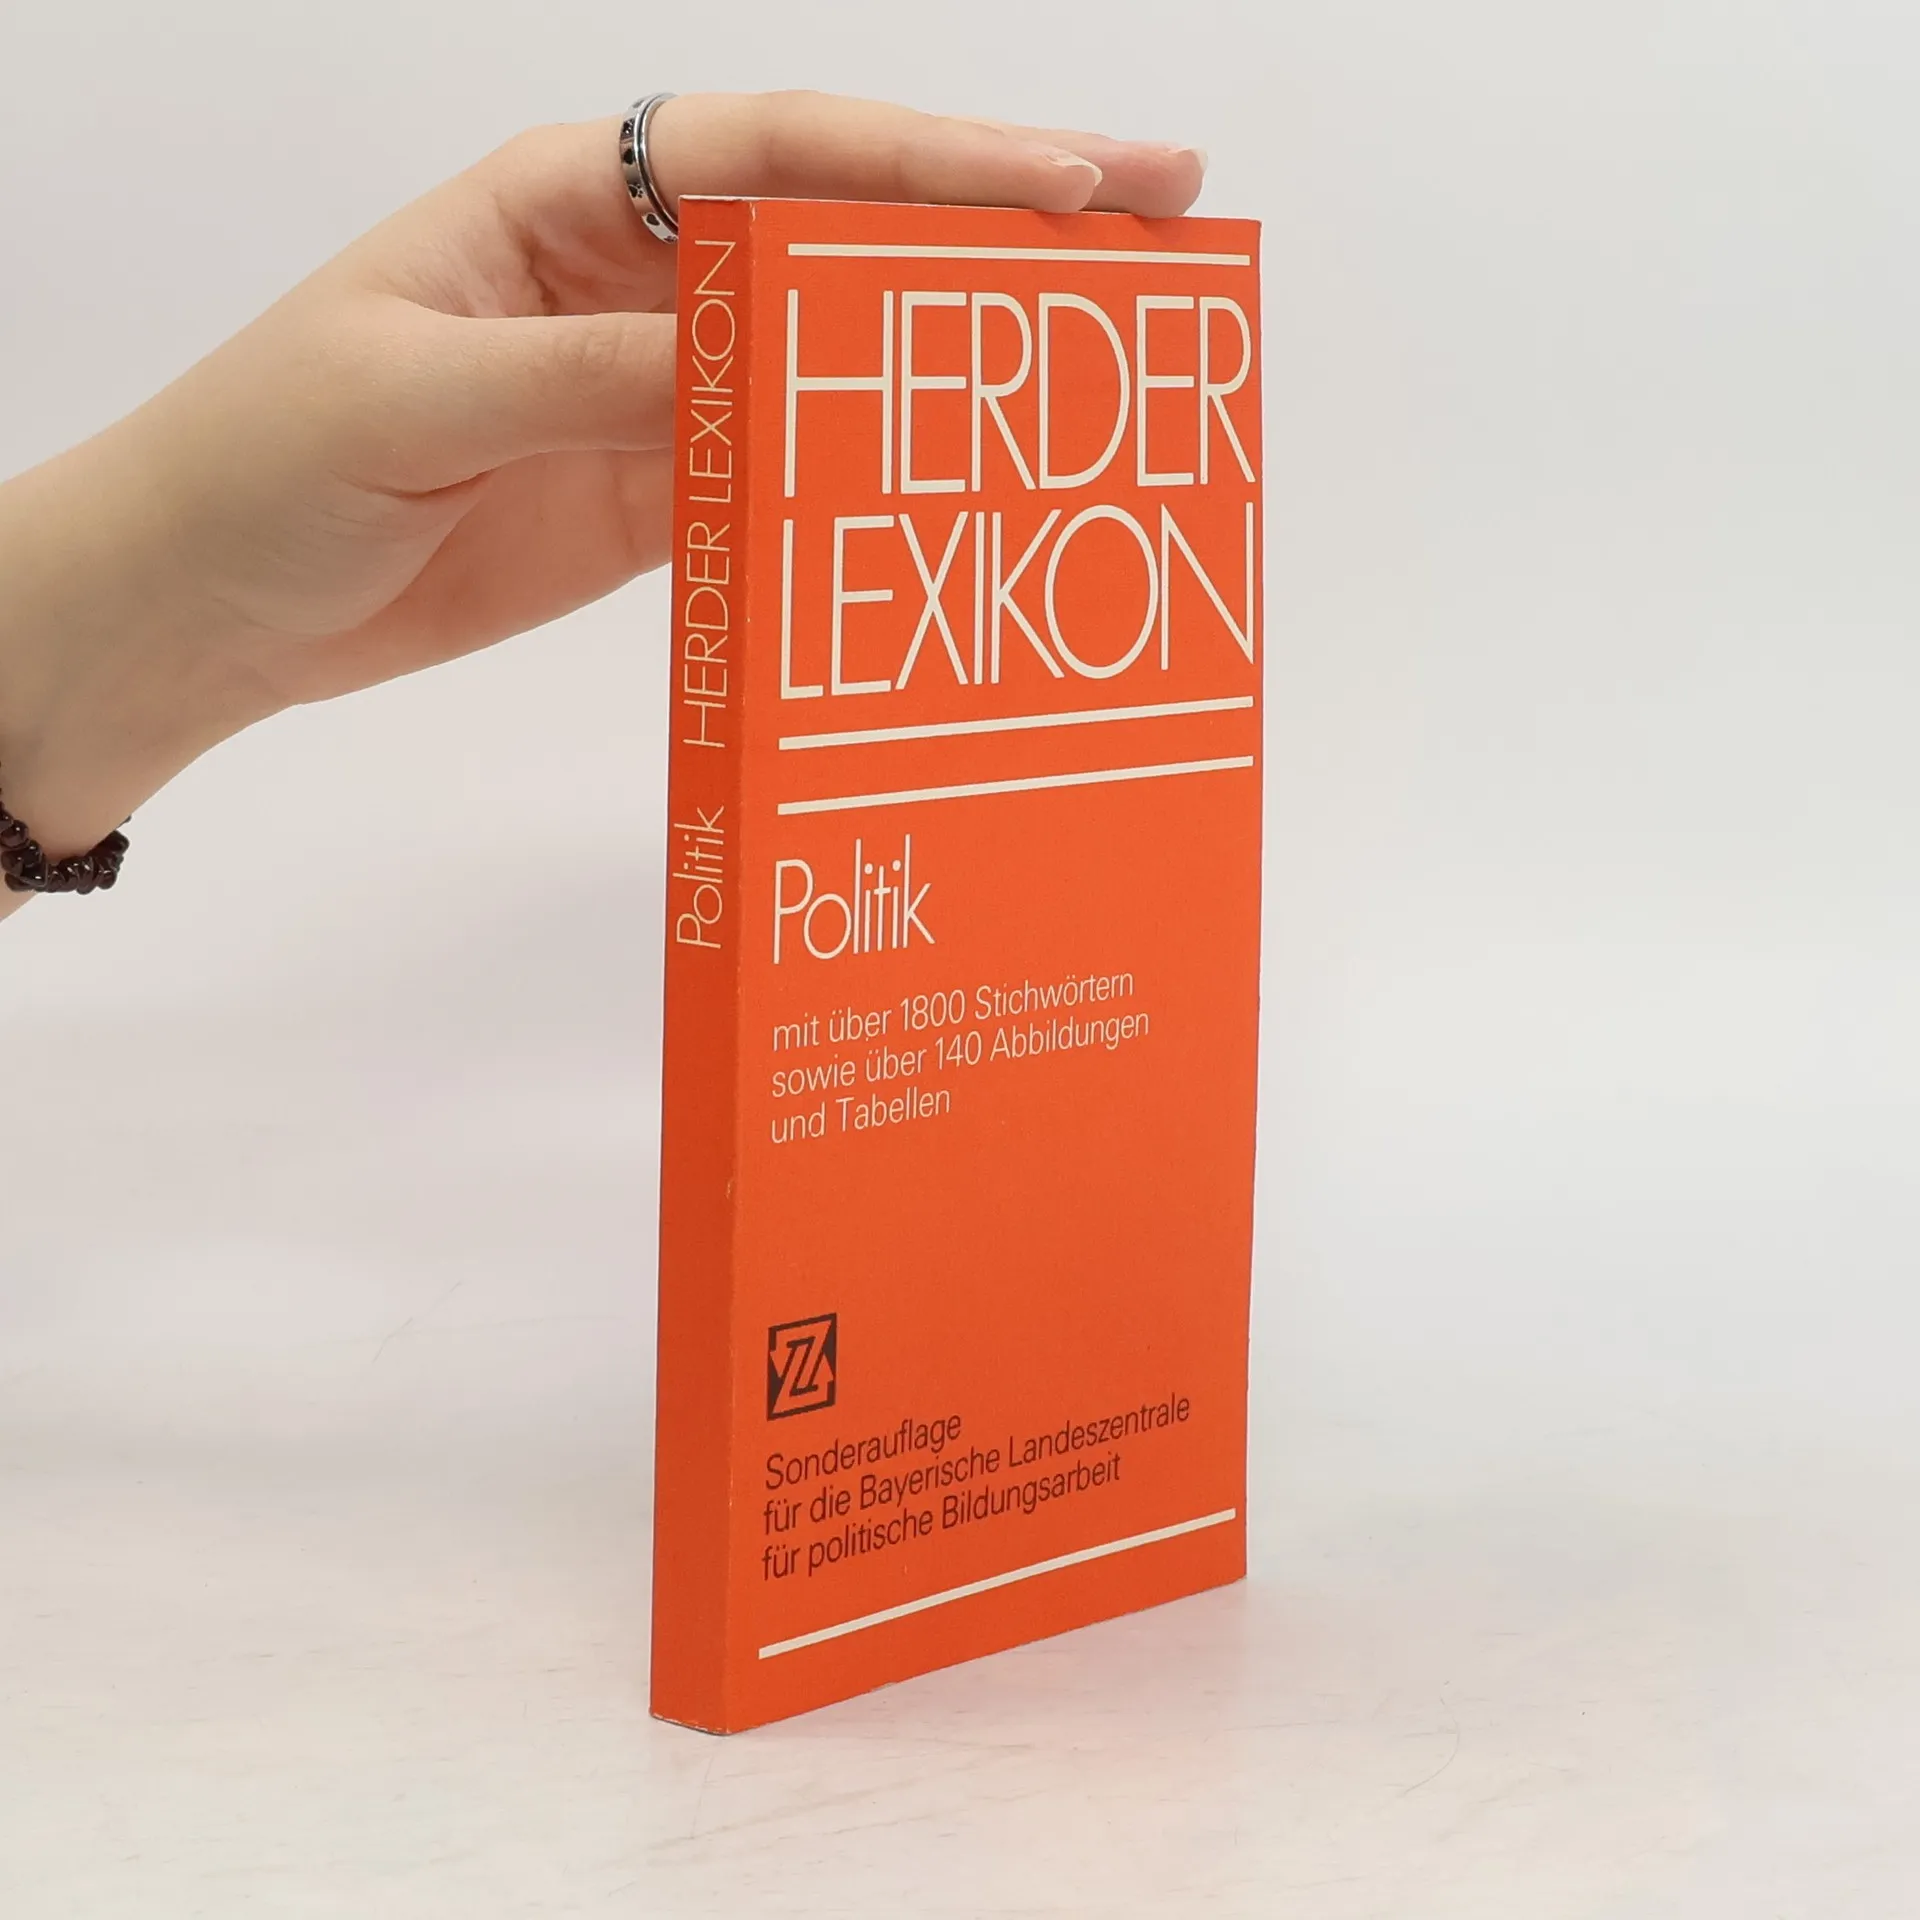 Politik HERDER LEXIKON
HERDER
LEXIKON
Politik
mit über 1800 Stichwörtern
sowie über 140 Abbildungen
und Tabellen
Sonderauflage
für die Bayerische Landeszentrale
für politische Bildungsarbeit